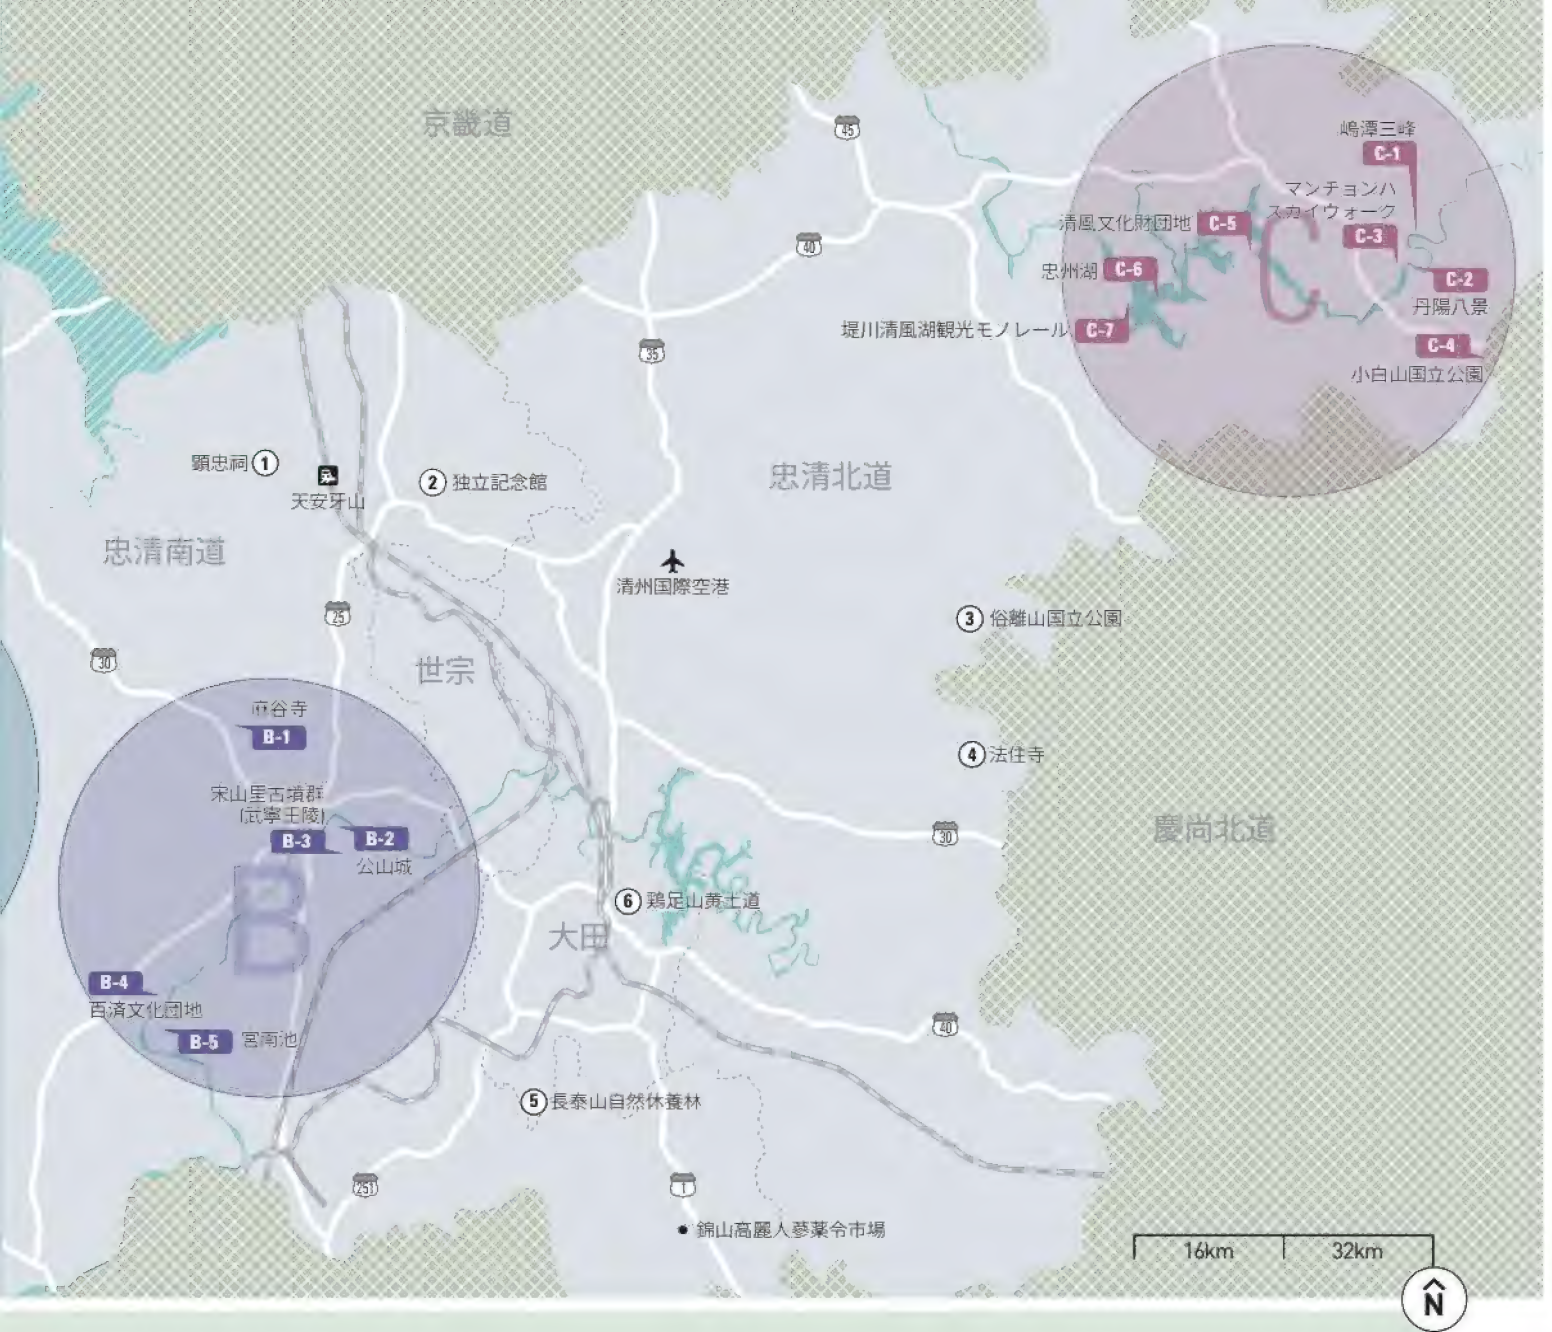 京畿道
45
嶋潭三峰
C-1
マンチョンハ
スカイウォーク
C-3
清風文化財団地
C-5
C
40
忠州湖
C-6
C-2
丹陽八景
堤川清風湖観光モノレール
C-7
C-4
小白山国立公園
35
顕忠祠
1
天安牙山
2
独立記念館
忠清北道
忠清南道
清州国際空港
25
3
俗離山国立公園
30
世宗
麻谷寺
B-1
4
法住寺
宋山里古墳群
(武寧王陵)
B-3
B-2
公山城
30
慶尚北道
B
6
鶏足山黄土道
大田
B-4
百済文化団地
B-5
宮南池
40
5
長泰山自然休養林
251
1
錦山高麗人蔘薬令市場
16km
32km
N